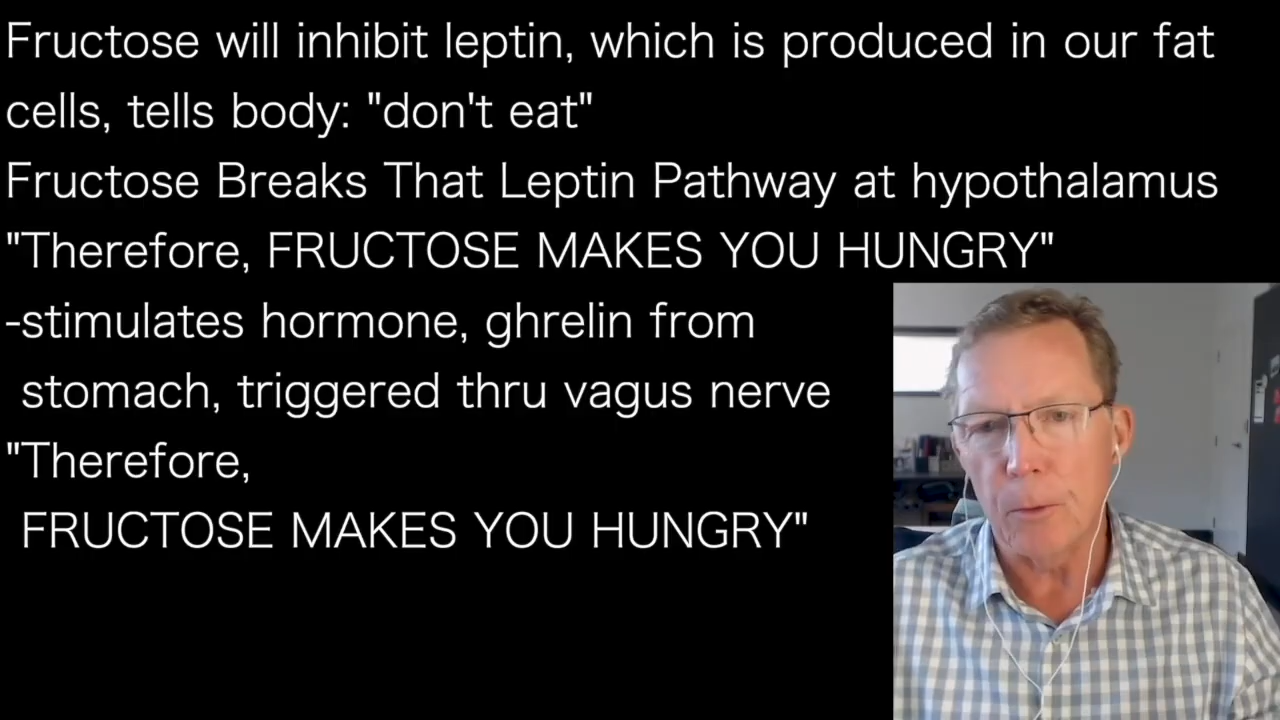 Fructose will inhibit leptin, which is produced in our fat
cells, tells body: "don't eat"
Fructose Breaks That Leptin Pathway at hypothalamus
"Therefore, FRUCTOSE MAKES YOU HUNGRY"
-stimulates hormone, ghrelin from
stomach, triggered thru vagus nerve
"Therefore,
FRUCTOSE MAKES YOU HUNGRY"